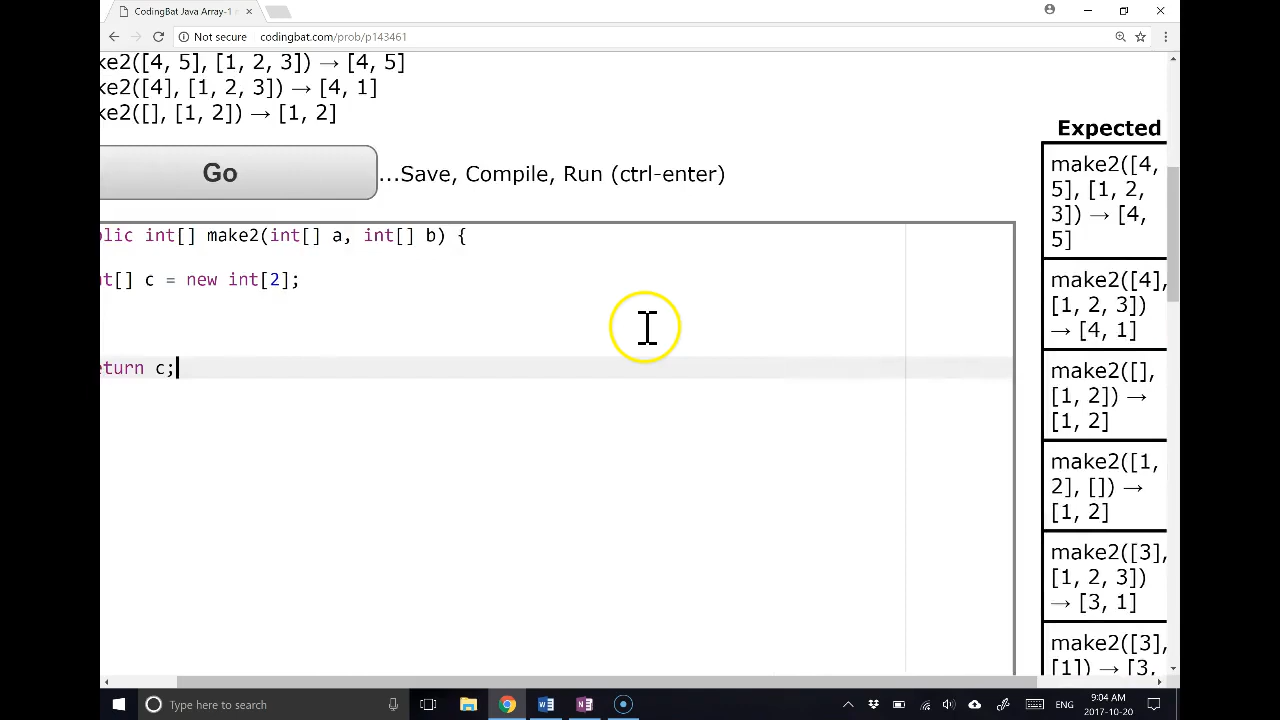 CodingBat Java Array-1
Not secure
codingbat.com/prob/p143461
ke2([4, 5], [1, 2, 3]) → [4, 5]
ke2([4], [1, 2, 3]) → [4, 1]
ke2([], [1, 2]) → [1, 2]
Go
...Save, Compile, Run (ctrl-enter)
blic int[] make2(int[] a, int[] b) {
nt[] c = new int[2];
eturn c;
Expected
make2([4,
5], [1, 2,
3]) → [4,
5]
make2([4],
[1, 2, 3])
→ [4, 1]
make2([],
[1, 2]) →
[1, 2]
make2([1,
2], []) →
[1, 2]
make2([3],
[1, 2, 3])
→ [3, 1]
make2([3],
[1]) → [3,
Type here to search
ENG
9:04 AM
2017-10-20